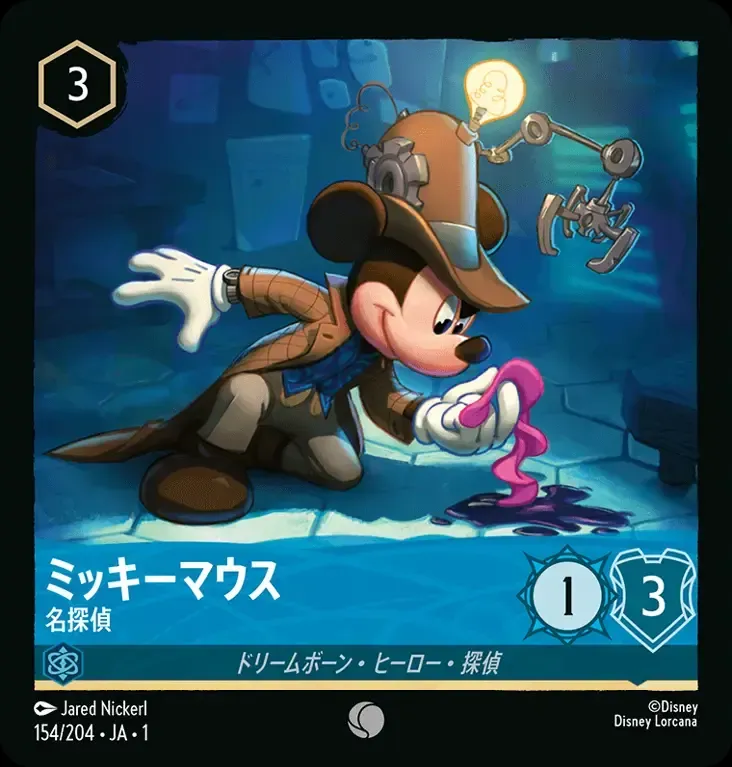 3
ミッキーマウス
名探偵
1
3
ドリームボーン・ヒーロー・探偵
Jared Nickerl
154/204・JA・1
©Disney
Disney Lorcana